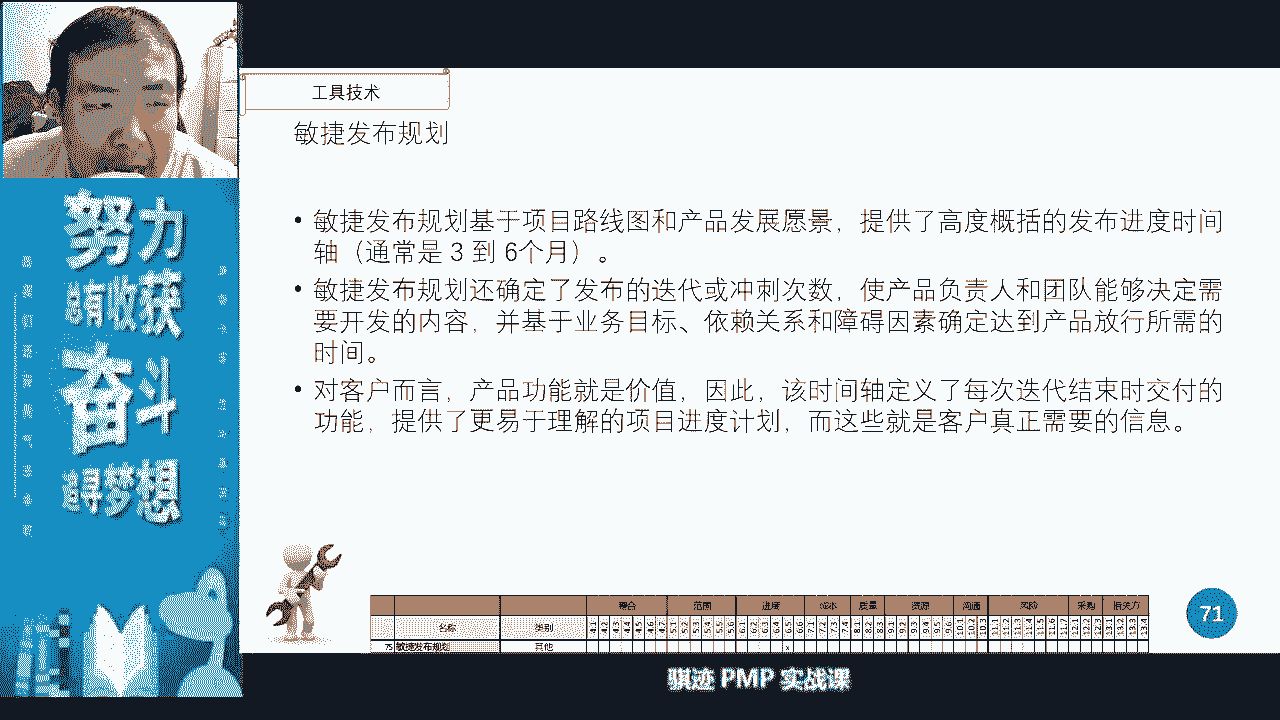 工具技术
敏捷发布规划
• 敏捷发布规划基于项目路线图和产品发展愿景，提供了高度概括的发布进度时间
轴（通常是 3 到 6个月）。
• 敏捷发布规划还确定了发布的迭代或冲刺次数，使产品负责人和团队能够决定需
要开发的内容，并基于业务目标、依赖关系和障碍因素确定达到产品放行所需的
时间。
• 对客户而言，产品功能就是价值，因此，该时间轴定义了每次迭代结束时交付的
功能，提供了更易于理解的项目进度计划，而这些就是客户真正需要的信息。
努力
奋斗
整合 范围 进度 成本 质量 资源 沟通 风险 采购 相关方
名称 类别
75 敏捷发布规划 其他 x
71
骐迹 PMP 实战课